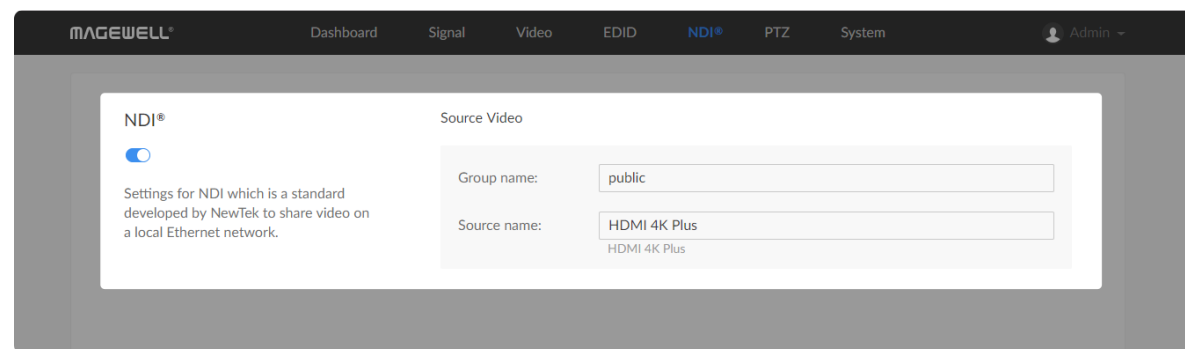 MAGEWELL® Dashboard Signal Video EDID NDI® PTZ System Admin
NDI®
Settings for NDI which is a standard
developed by NewTek to share video on
a local Ethernet network.
Source Video
Group name: public
Source name: HDMI 4K Plus
HDMI 4K Plus